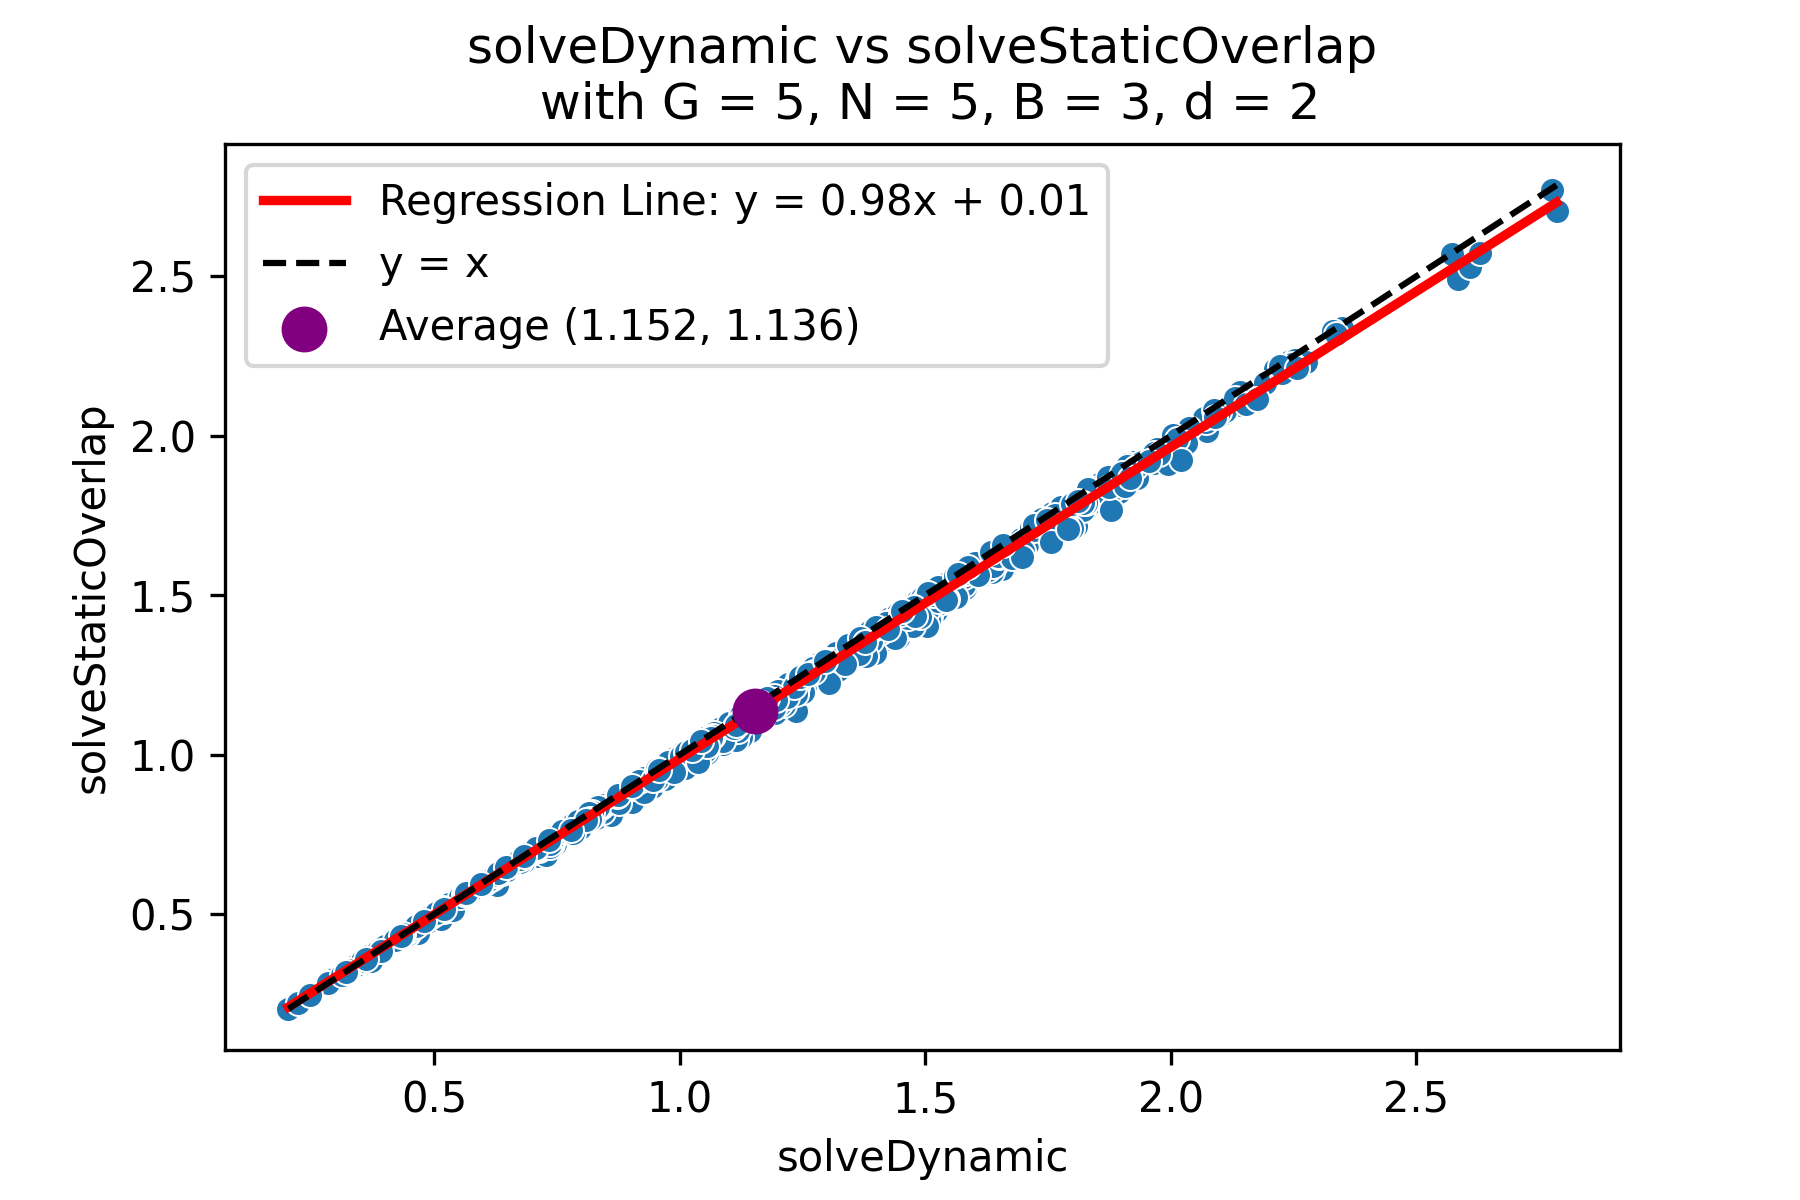 solveDynamic vs solveStaticOverlap
with G = 5, N = 5, B = 3, d = 2
Regression Line: y = 0.98x + 0.01
y = x
Average (1.152, 1.136)
solveStaticOverlap
2.5
2.0
1.5
1.0
0.5
0.5 1.0 1.5 2.0 2.5
solveDynamic